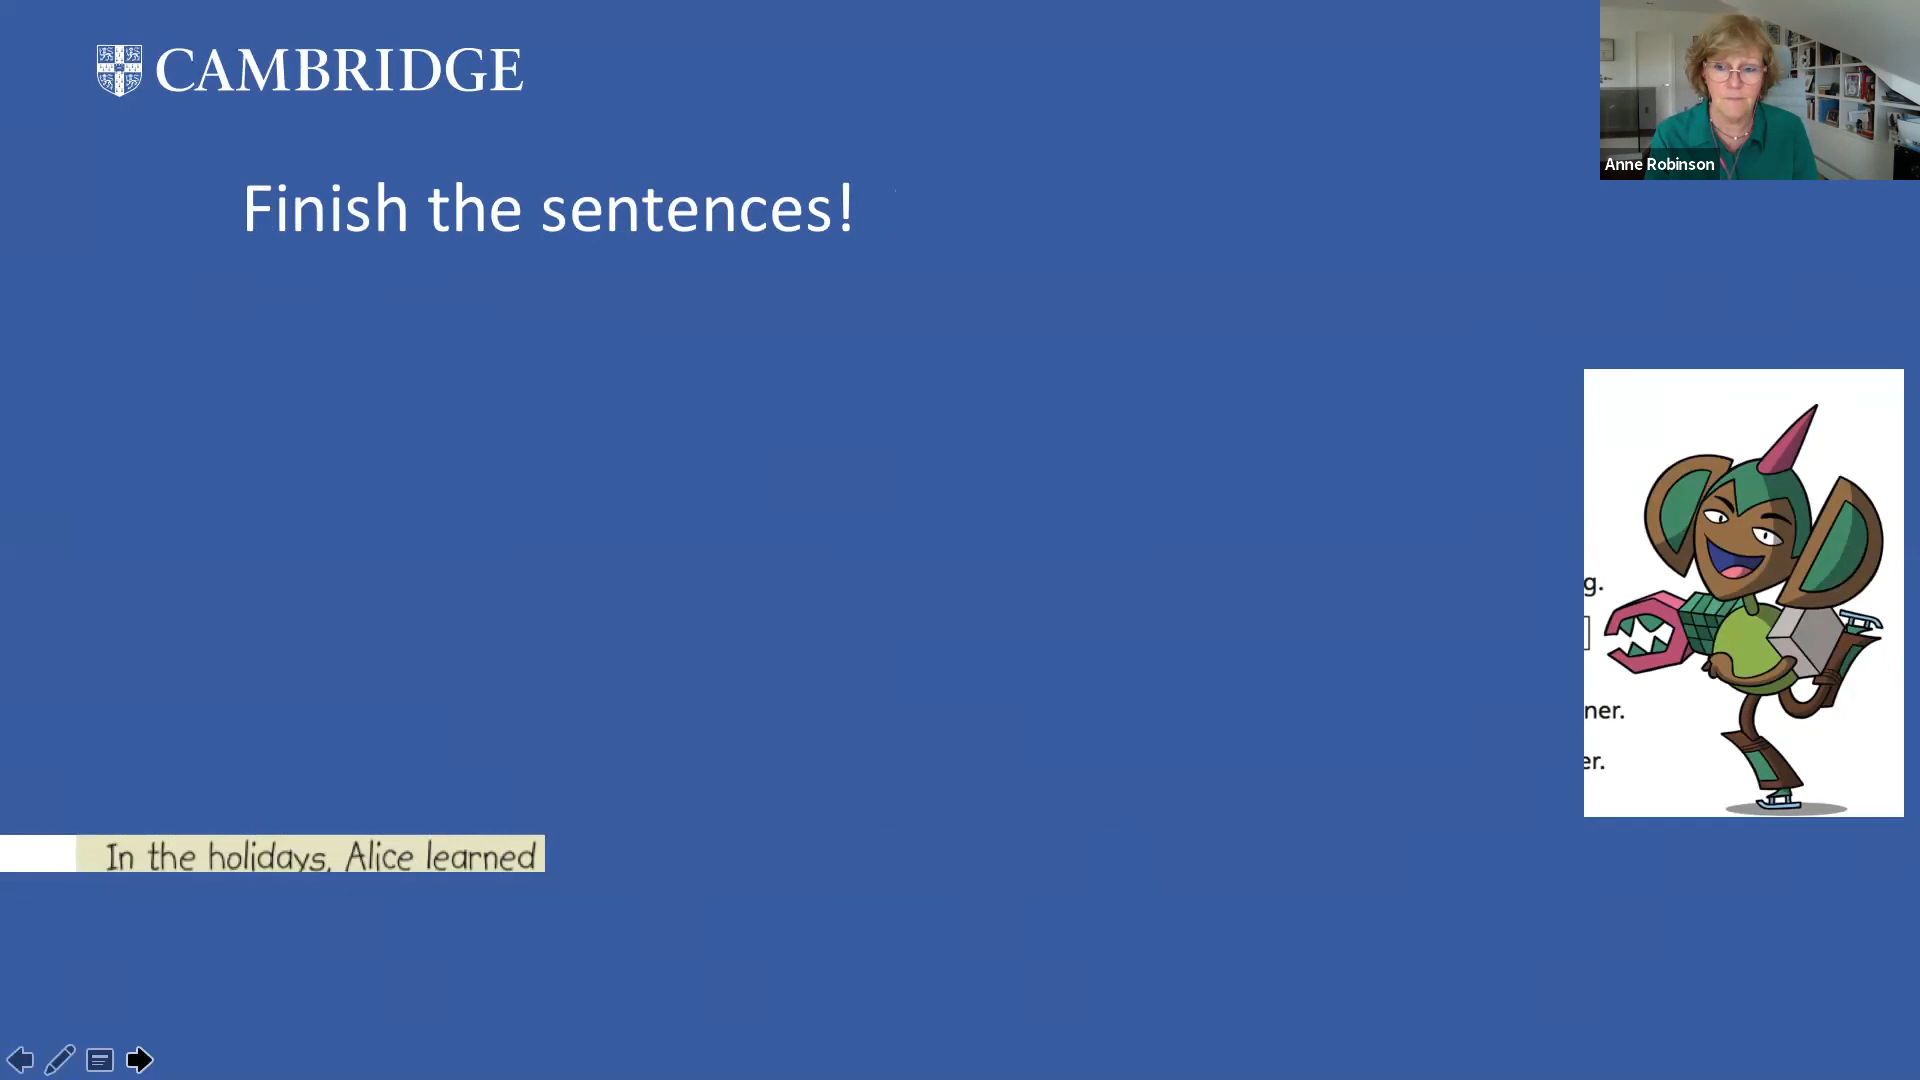 CAMBRIDGE
Anne Robinson
Finish the sentences!
g.
ner.
er.
In the holidays, Alice learned